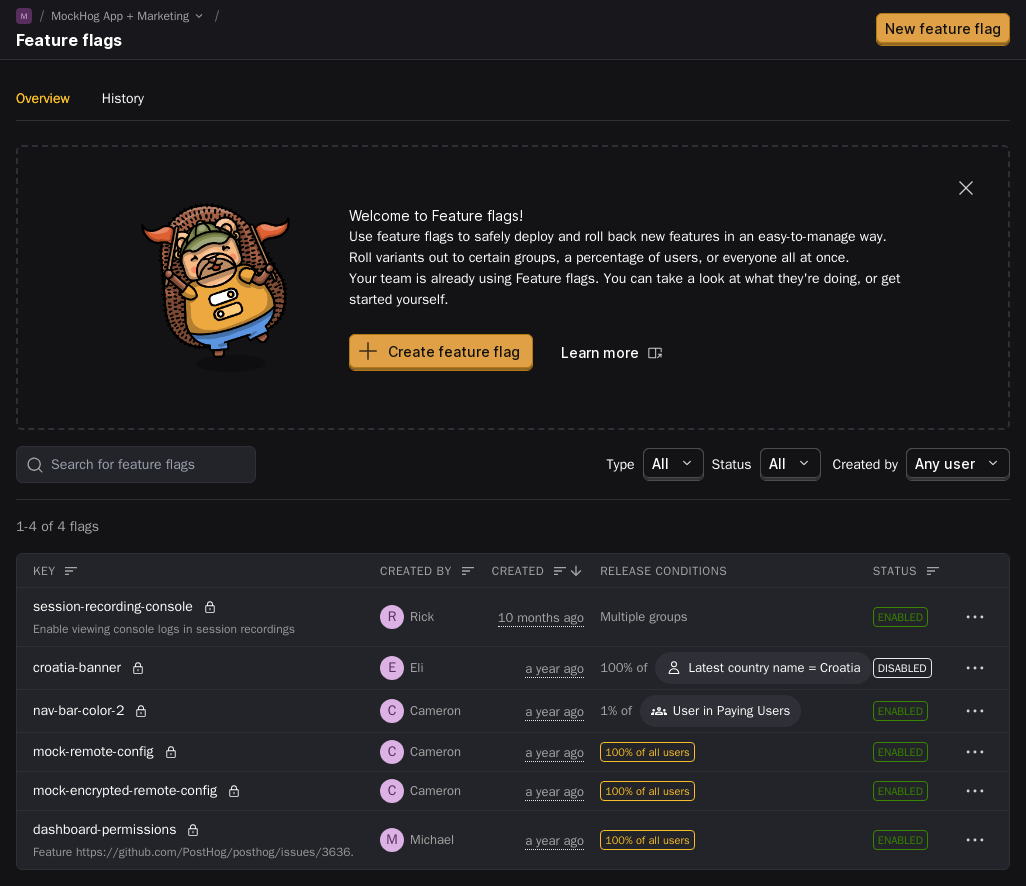 M / MockHog App + Marketing /
Feature flags
New feature flag
Overview History
Welcome to Feature flags!
Use feature flags to safely deploy and roll back new features in an easy-to-manage way.
Roll variants out to certain groups, a percentage of users, or everyone all at once.
Your team is already using Feature flags. You can take a look at what they're doing, or get
started yourself.
Create feature flag Learn more
Search for feature flags Type All Status All Created by Any user
1-4 of 4 flags
KEY CREATED BY CREATED RELEASE CONDITIONS STATUS
session-recording-console R Rick 10 months ago Multiple groups ENABLED
Enable viewing console logs in session recordings
croatia-banner E Eli a year ago 100% of Latest country name = Croatia DISABLED
nav-bar-color-2 C Cameron a year ago 1% of User in Paying Users ENABLED
mock-remote-config C Cameron a year ago 100% of all users ENABLED
mock-encrypted-remote-config C Cameron a year ago 100% of all users ENABLED
dashboard-permissions M Michael a year ago 100% of all users ENABLED
Feature https://github.com/PostHog/posthog/issues/3636.